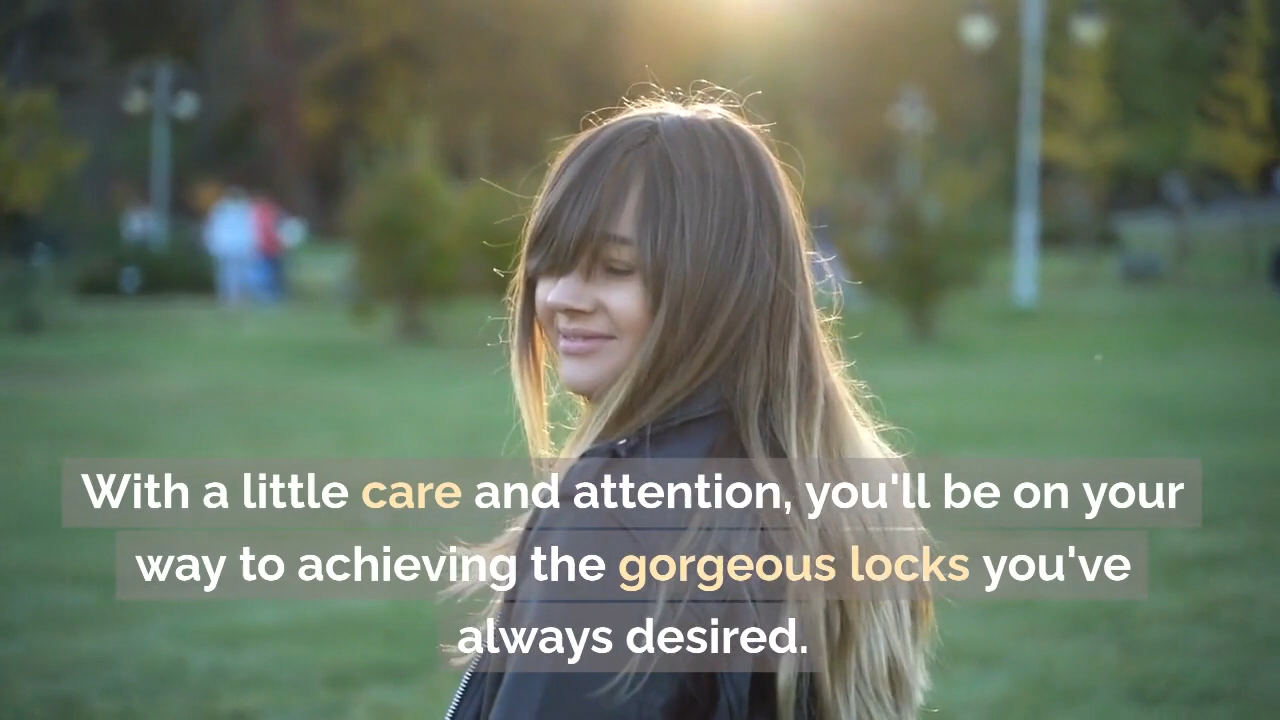 With a little care and attention, you'll be on your
way to achieving the gorgeous locks you've
always desired.